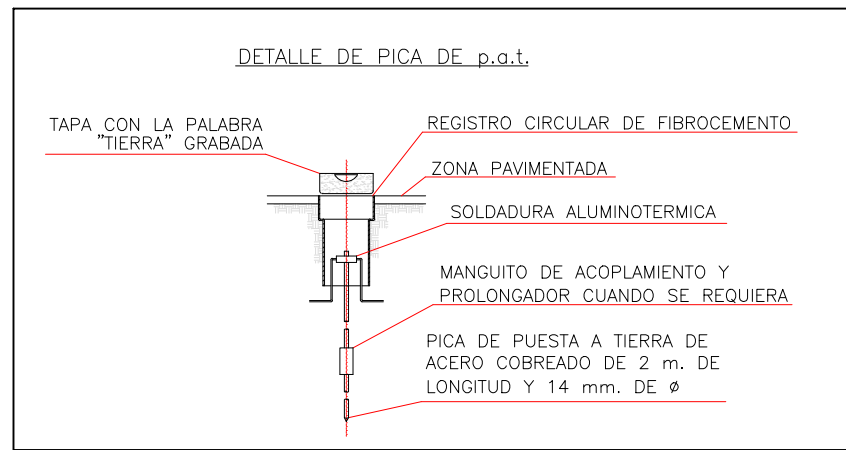 DETALLE DE PICA DE p.a.t.
TAPA CON LA PALABRA
"TIERRA" GRABADA
REGISTRO CIRCULAR DE FIBROCEMENTO
ZONA PAVIMENTADA
SOLDADURA ALUMINOTERMICA
MANGUITO DE ACOPLAMIENTO Y
PROLONGADOR CUANDO SE REQUIERA
PICA DE PUESTA A TIERRA DE
ACERO COBREADO DE 2 m. DE
LONGITUD Y 14 mm. DE ø